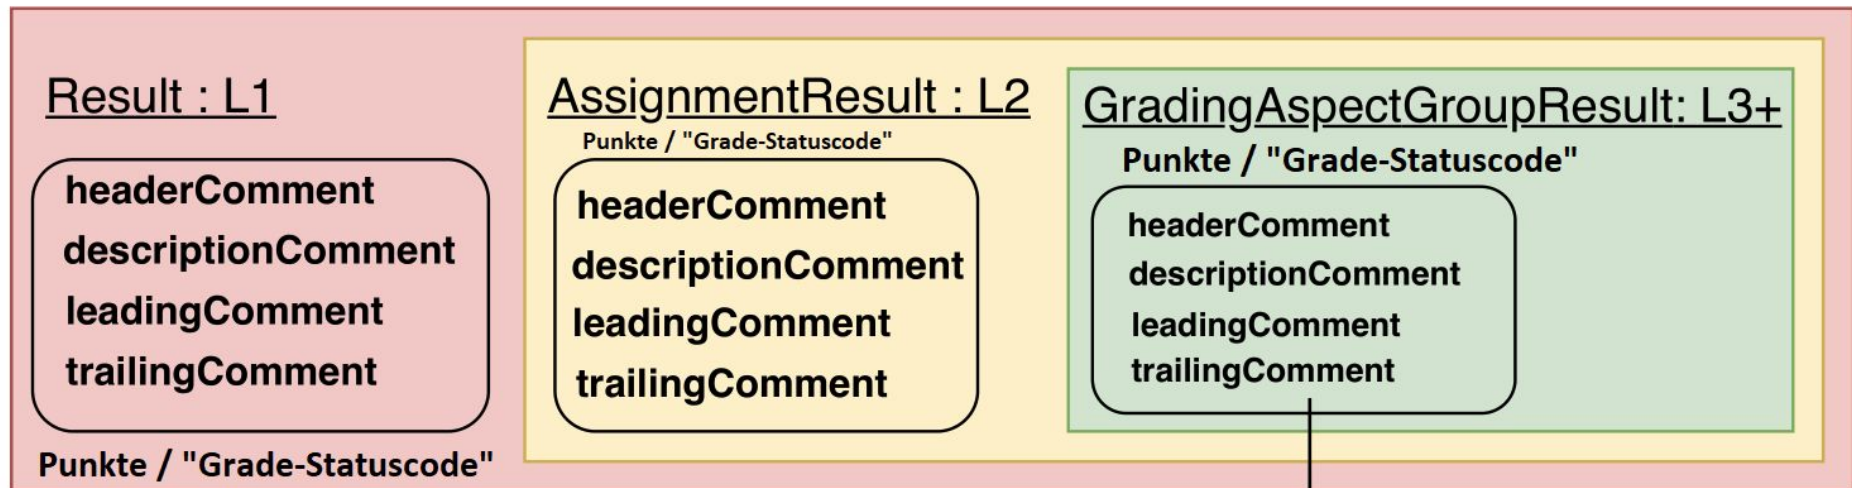 Result : L1
headerComment
descriptionComment
leadingComment
trailingComment
Punkte / "Grade-Statuscode"
AssignmentResult : L2
Punkte / "Grade-Statuscode"
headerComment
descriptionComment
leadingComment
trailingComment
GradingAspectGroupResult: L3+
Punkte / "Grade-Statuscode"
headerComment
descriptionComment
leadingComment
trailingComment